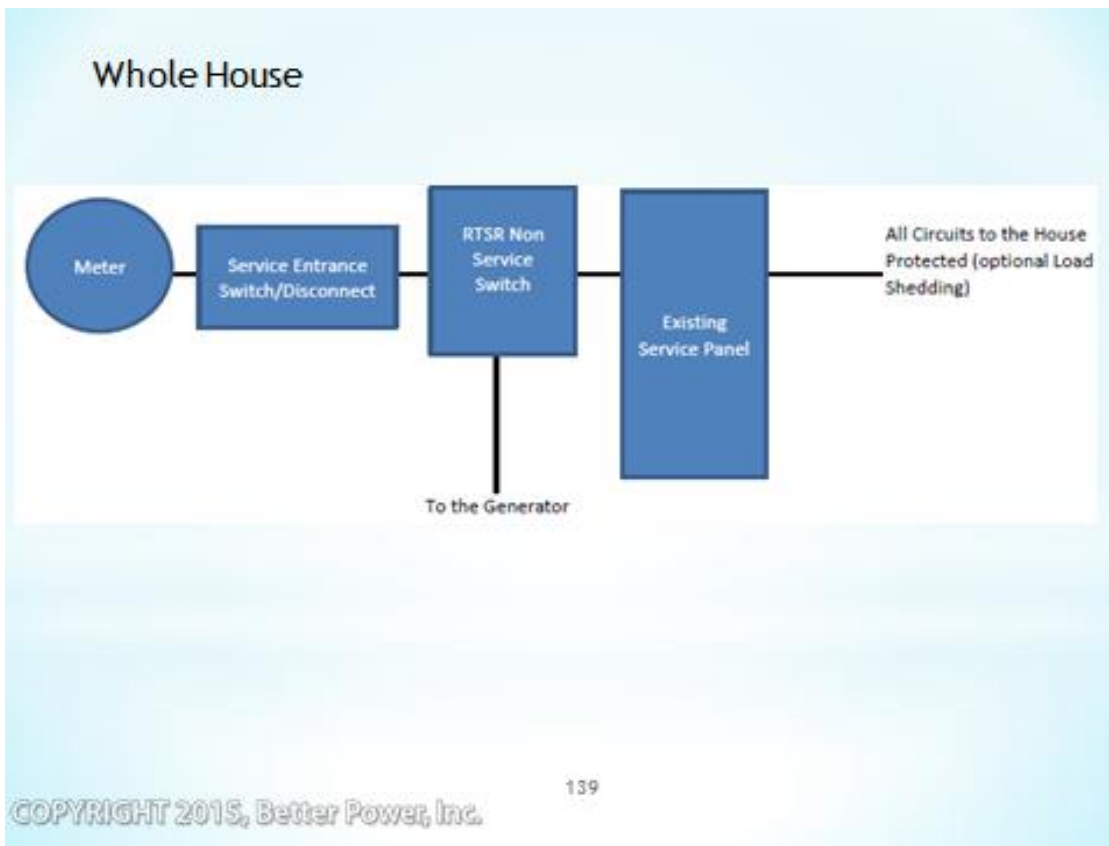 Whole House
Meter
Service Entrance
Switch/Disconnect
RTSR Non
Service
Switch
Existing
Service Panel
All Circuits to the House
Protected (optional Load
Shedding)
To the Generator
139
COPYRIGHT 2015, Better Power, Inc.